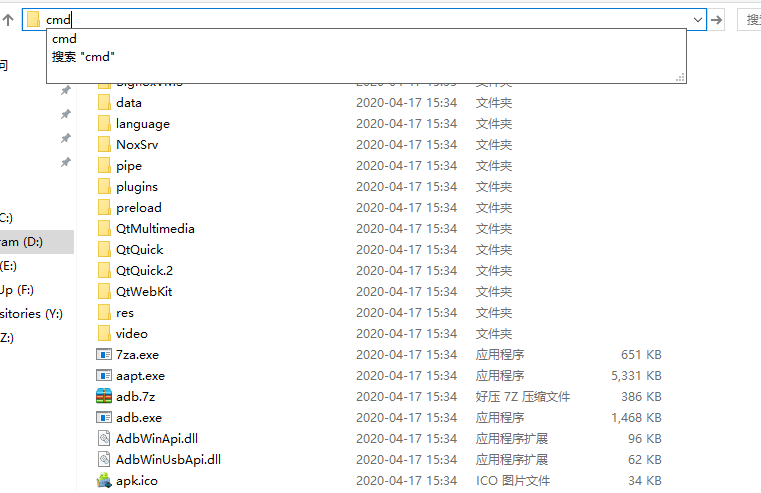 cmd
搜索
cmd
搜索 "cmd"
问
data 2020-04-17 15:34 文件夹
language 2020-04-17 15:34 文件夹
NoxSrv 2020-04-17 15:34 文件夹
pipe 2020-04-17 15:34 文件夹
plugins 2020-04-17 15:34 文件夹
preload 2020-04-17 15:34 文件夹
C:)
QtMultimedia 2020-04-17 15:34 文件夹
ram (D:)
QtQuick 2020-04-17 15:34 文件夹
(E:)
QtQuick.2 2020-04-17 15:34 文件夹
Up (F:)
QtWebKit 2020-04-17 15:34 文件夹
sitories (Y:)
res 2020-04-17 15:34 文件夹
Z:)
video 2020-04-17 15:34 文件夹
7za.exe 2020-04-17 15:34 应用程序 651 KB
aapt.exe 2020-04-17 15:34 应用程序 5,331 KB
adb.7z 2020-04-17 15:34 好压 7Z 压缩文件 386 KB
adb.exe 2020-04-17 15:34 应用程序 1,468 KB
AdbWinApi.dll 2020-04-17 15:34 应用程序扩展 96 KB
AdbWinUsbApi.dll 2020-04-17 15:34 应用程序扩展 62 KB
apk.ico 2020-04-17 15:34 ICO 图片文件 34 KB